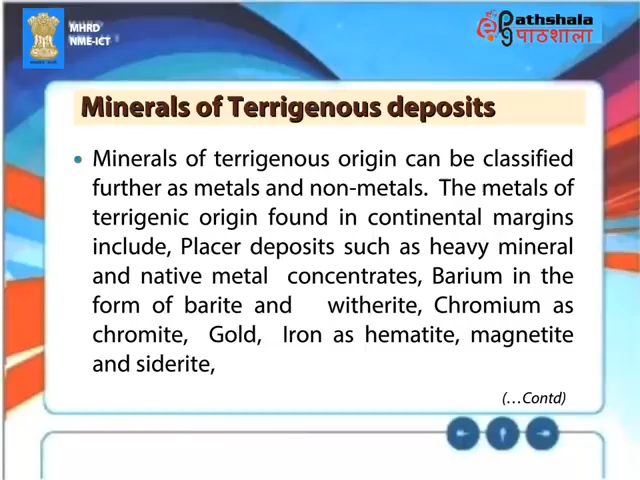 MHRD
NME-ICT
e Pathshala
पाठशाला
Minerals of Terrigenous deposits
• Minerals of terrigenous origin can be classified
further as metals and non-metals. The metals of
terrigenic origin found in continental margins
include, Placer deposits such as heavy mineral
and native metal concentrates, Barium in the
form of barite and witherite, Chromium as
chromite, Gold, Iron as hematite, magnetite
and siderite,
(…Contd)